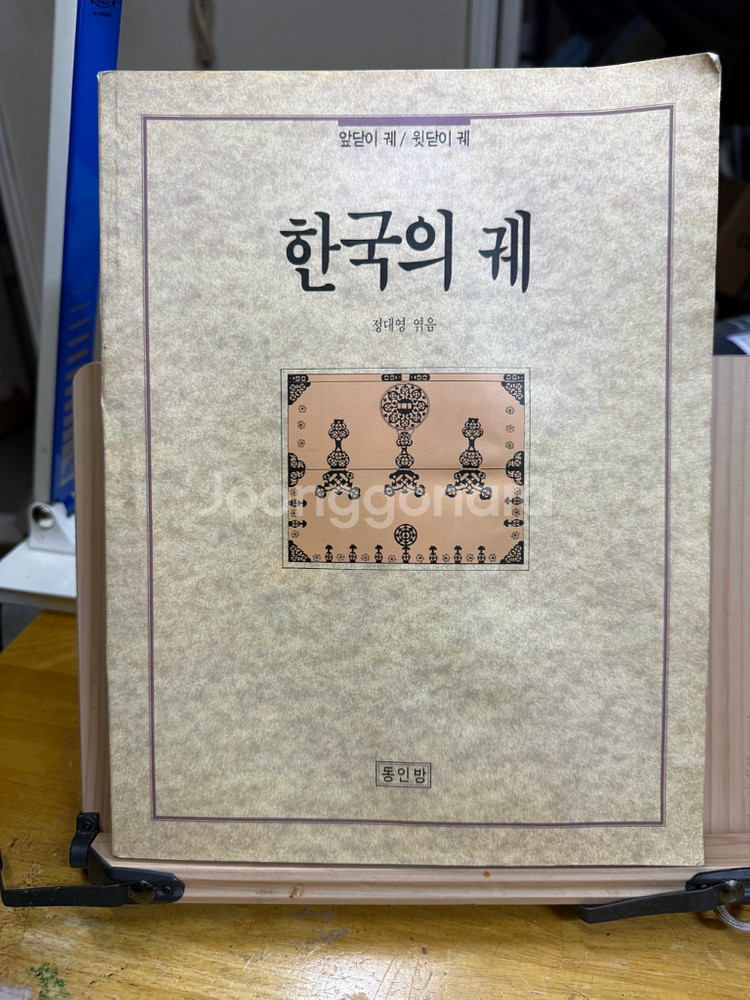 앞닫이 궤 / 윗닫이 궤
한국의 궤
정대영 엮음
Joonggonara
동인방